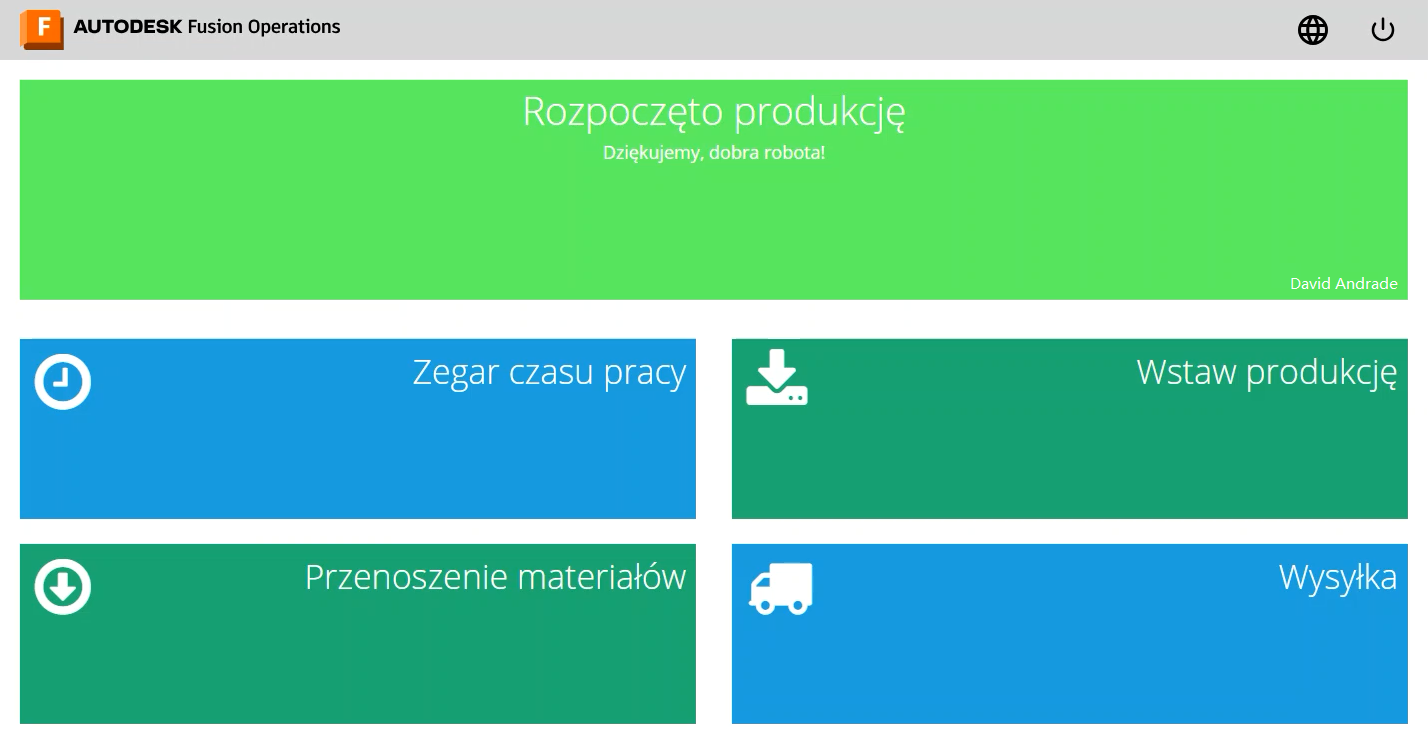 F AUTODESK Fusion Operations
Rozpoczęto produkcję
Dziękujemy, dobra robota!
David Andrade
Zegar czasu pracy
Wstaw produkcję
Przenoszenie materiałów
Wysyłka